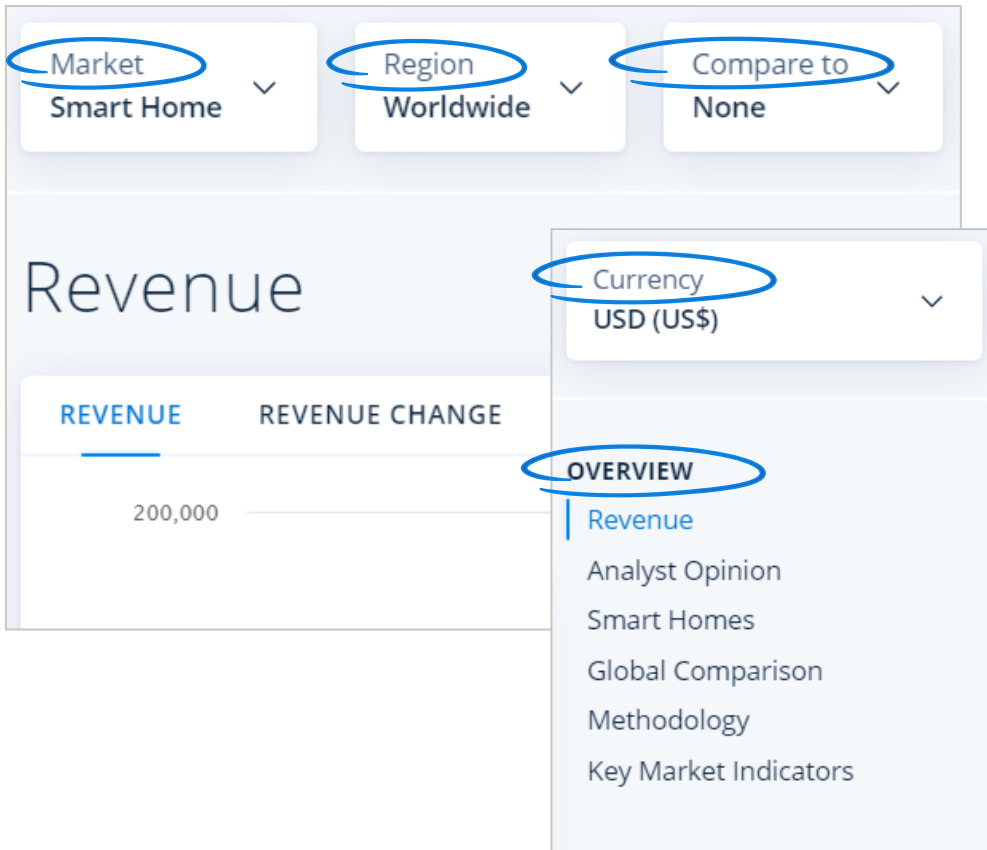 Market
Smart Home
Region
Worldwide
Compare to
None
Revenue
REVENUE
REVENUE CHANGE
200,000
Currency
USD (US$)
OVERVIEW
Revenue
Analyst Opinion
Smart Homes
Global Comparison
Methodology
Key Market Indicators